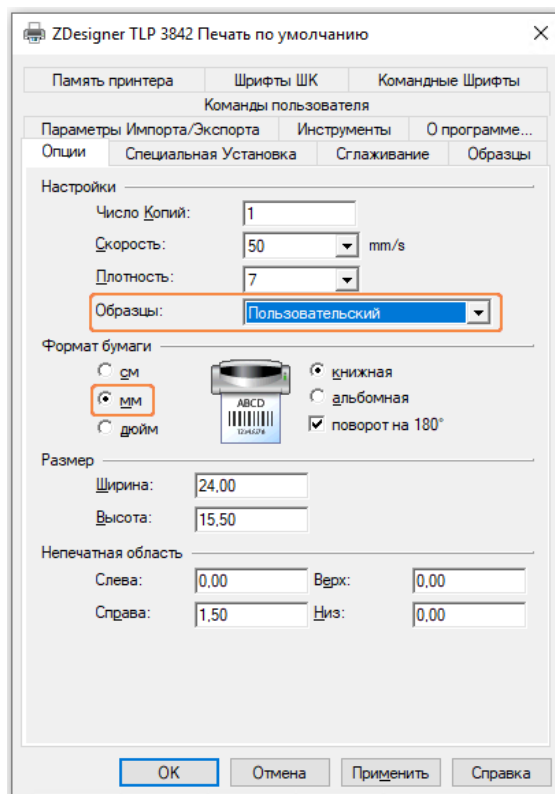 ZDesigner TLP 3842 Печать по умолчанию
Память принтера Шрифты ШК Командные Шрифты
Команды пользователя
Параметры Импорта/Экспорта Инструменты О программе...
Опции Специальная Установка Сглаживание Образцы
Настройки
Число Копий: 1
Скорость: 50 mm/s
Плотность: 7
Образцы: Пользовательский
Формат бумаги
см
мм
дюйм
ABCD
книжная
альбомная
поворот на 180°
Размер
Ширина: 24,00
Высота: 15,50
Непечатная область
Слева: 0,00 Верх: 0,00
Справа: 1,50 Низ: 0,00
OK Отмена Применить Справка